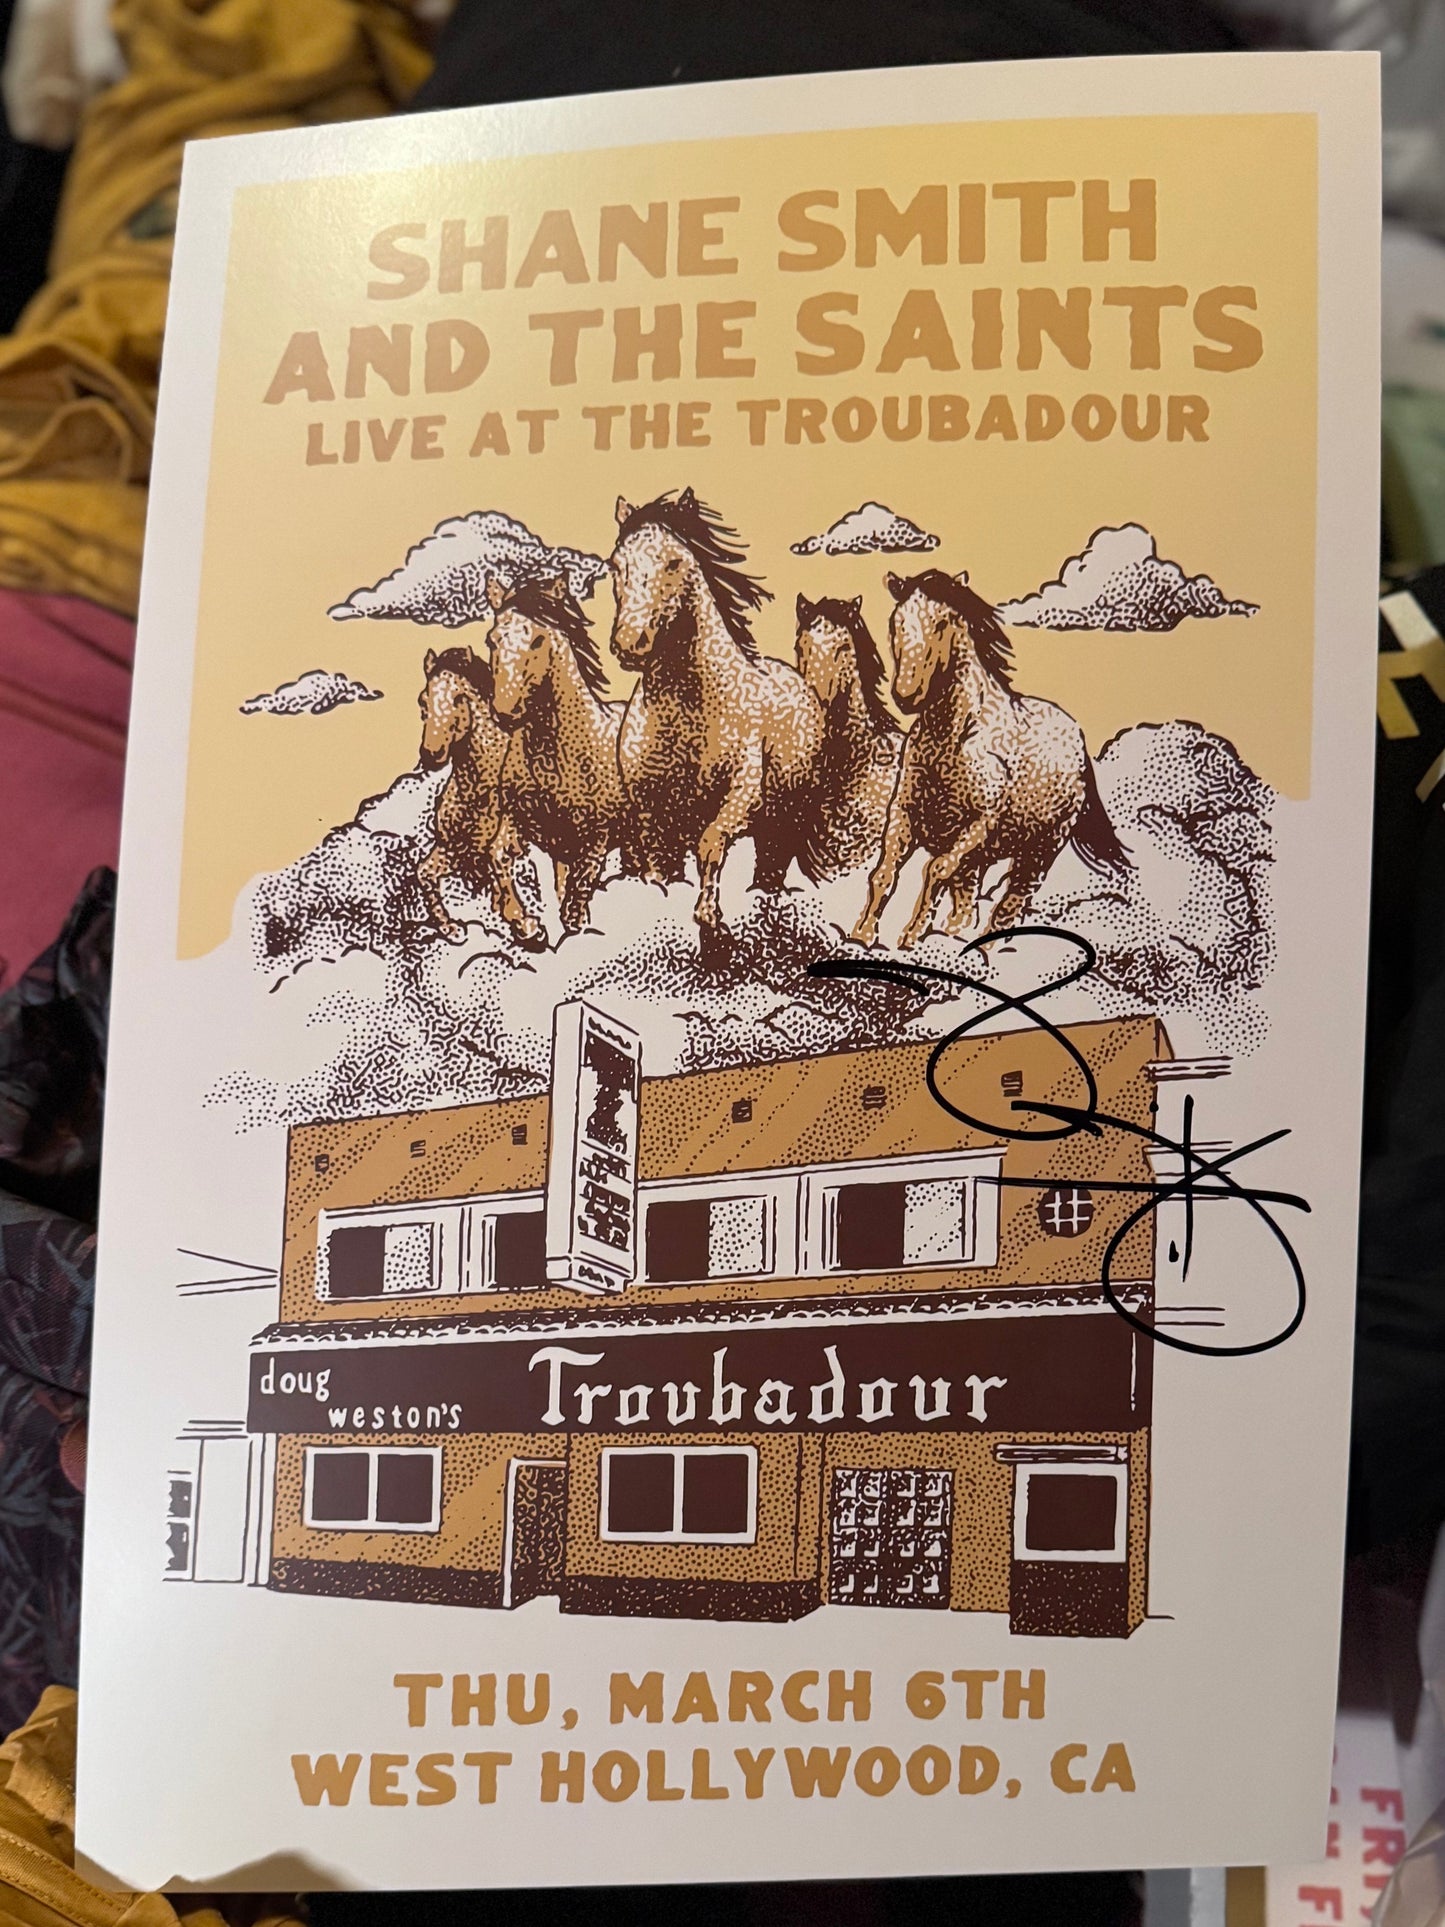 SHANE SMITH
AND THE SAINTS
LIVE AT THE TROUBADOUR
doug
weston's
Troubadour
THU, MARCH 6TH
WEST HOLLYWOOD, CA